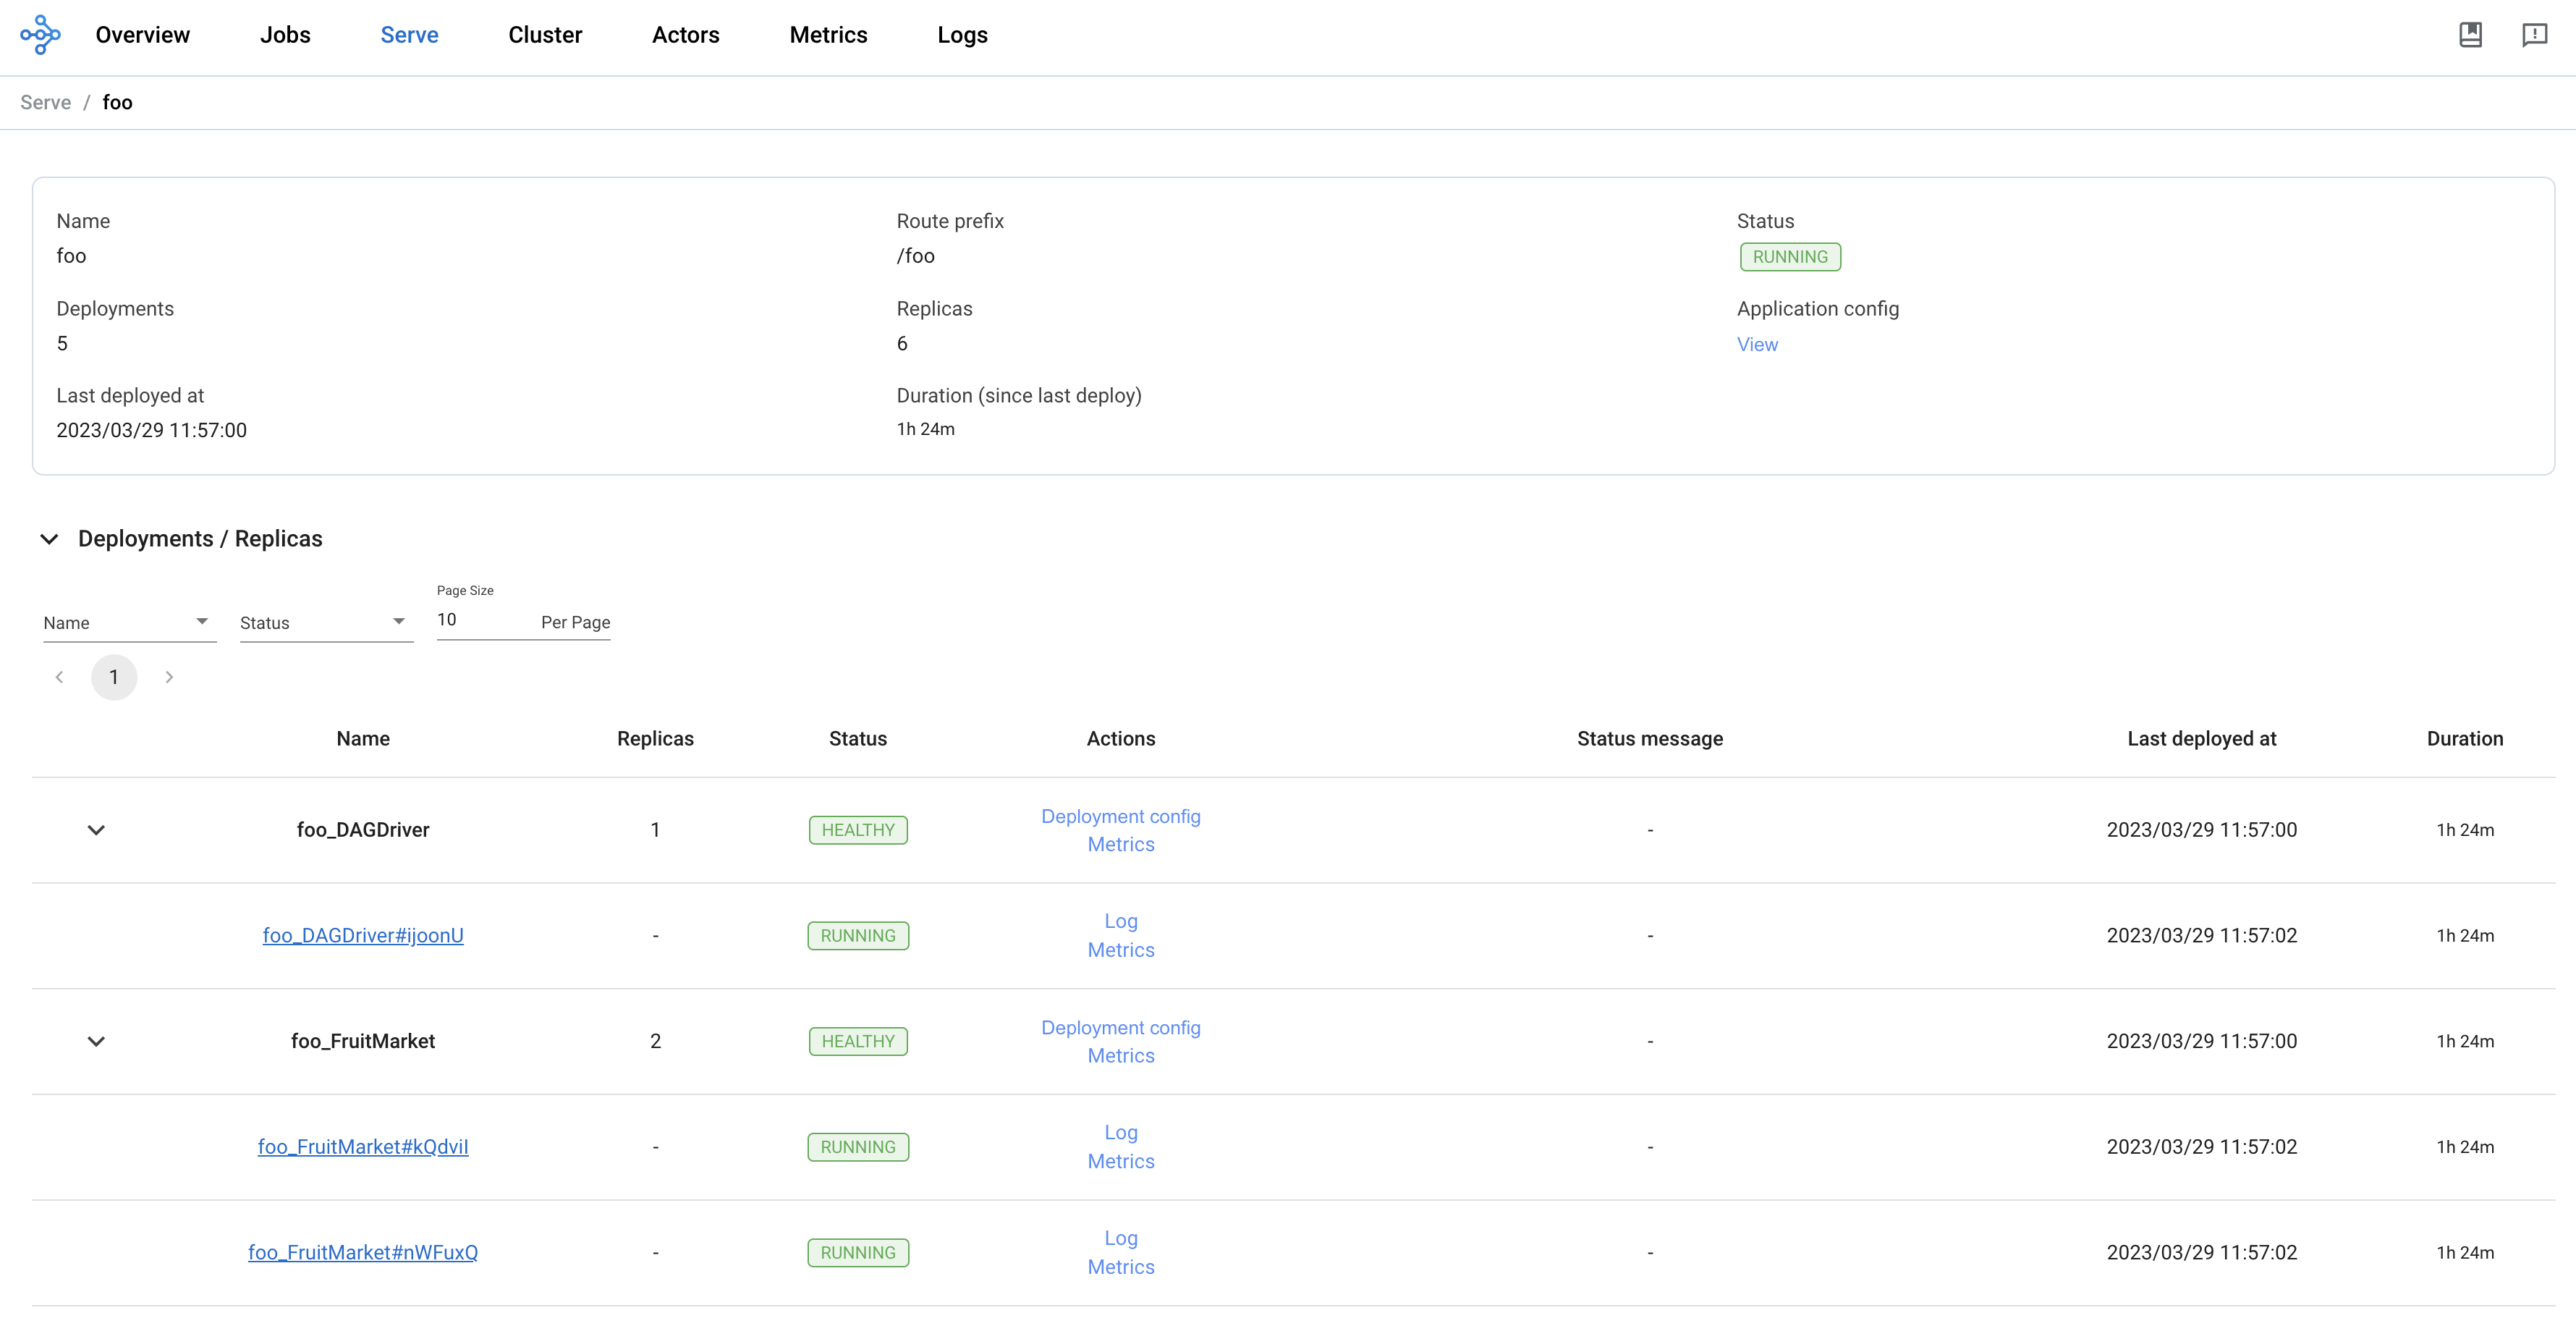 Overview Jobs Serve Cluster Actors Metrics Logs
Serve / foo
Name Route prefix Status
foo /foo RUNNING
Deployments Replicas Application config
5 6 View
Last deployed at Duration (since last deploy)
2023/03/29 11:57:00 1h 24m
Deployments / Replicas
Page Size
Name Status 10 Per Page
1
Name Replicas Status Actions Status message Last deployed at Duration
foo_DAGDriver 1 HEALTHY Deployment config - 2023/03/29 11:57:00 1h 24m
Metrics
foo_DAGDriver#ijoonU - RUNNING Log - 2023/03/29 11:57:02 1h 24m
Metrics
foo_FruitMarket 2 HEALTHY Deployment config - 2023/03/29 11:57:00 1h 24m
Metrics
foo_FruitMarket#kQdvil - RUNNING Log - 2023/03/29 11:57:02 1h 24m
Metrics
foo_FruitMarket#nWFuxQ - RUNNING Log - 2023/03/29 11:57:02 1h 24m
Metrics